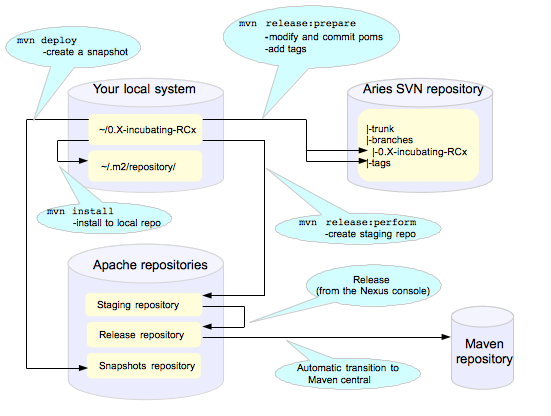 mvn deploy
-create a snapshot
mvn release:prepare
-modify and commit poms
-add tags
Your local system
~/0.X-incubating-RCx
~/.m2/repository/
Aries SVN repository
|-trunk
|-branches
|-0.X-incubating-RCx
|-tags
mvn install
-install to local repo
mvn release:perform
-create staging repo
Apache repositories
Staging repository
Release repository
Snapshots repository
Release
(from the Nexus console)
Automatic transition to
Maven central
Maven
repository